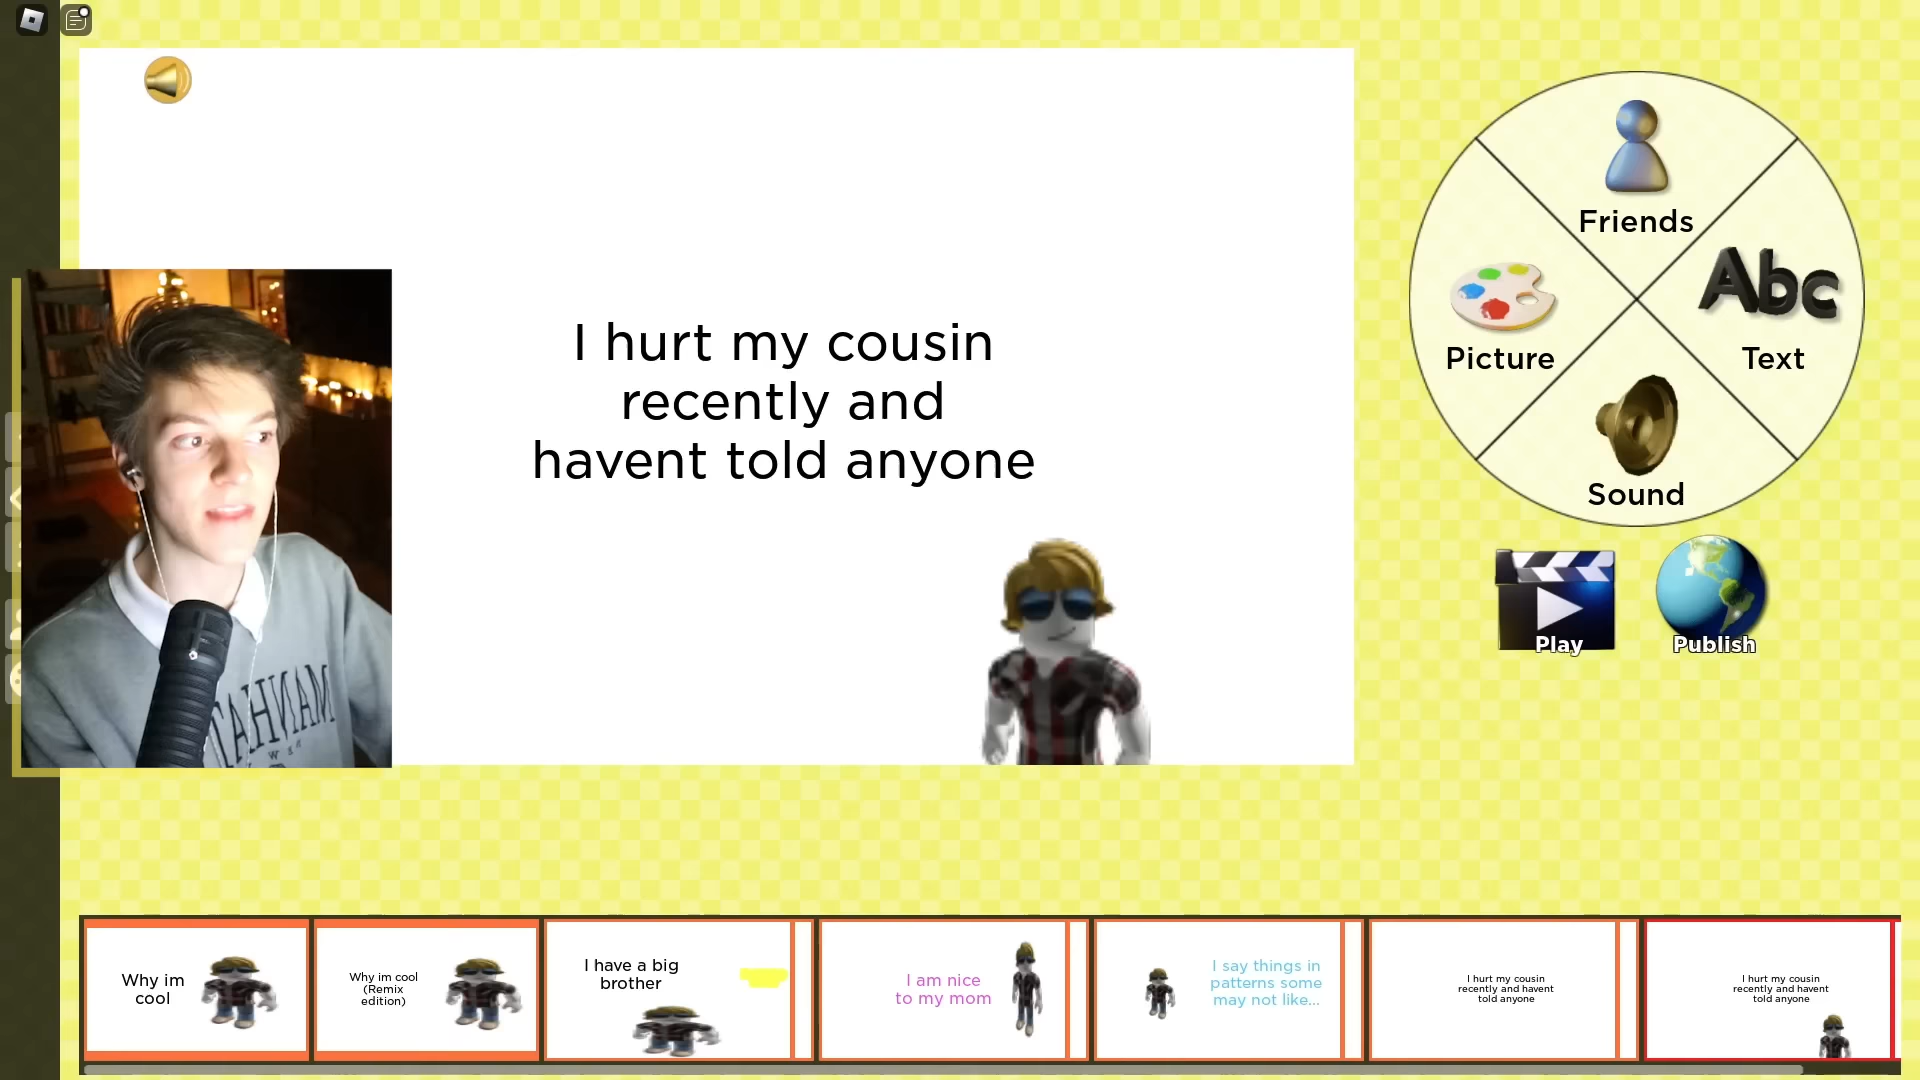 I hurt my cousin
recently and
havent told anyone
Friends
Picture
Abc
Text
Sound
Play
Publish
Why im
cool
Why im cool
(Remix
edition)
I have a big
brother
I am nice
to my mom
I say things in
patterns some
may not like...
I hurt my cousin
recently and havent
told anyone
I hurt my cousin
recently and havent
told anyone